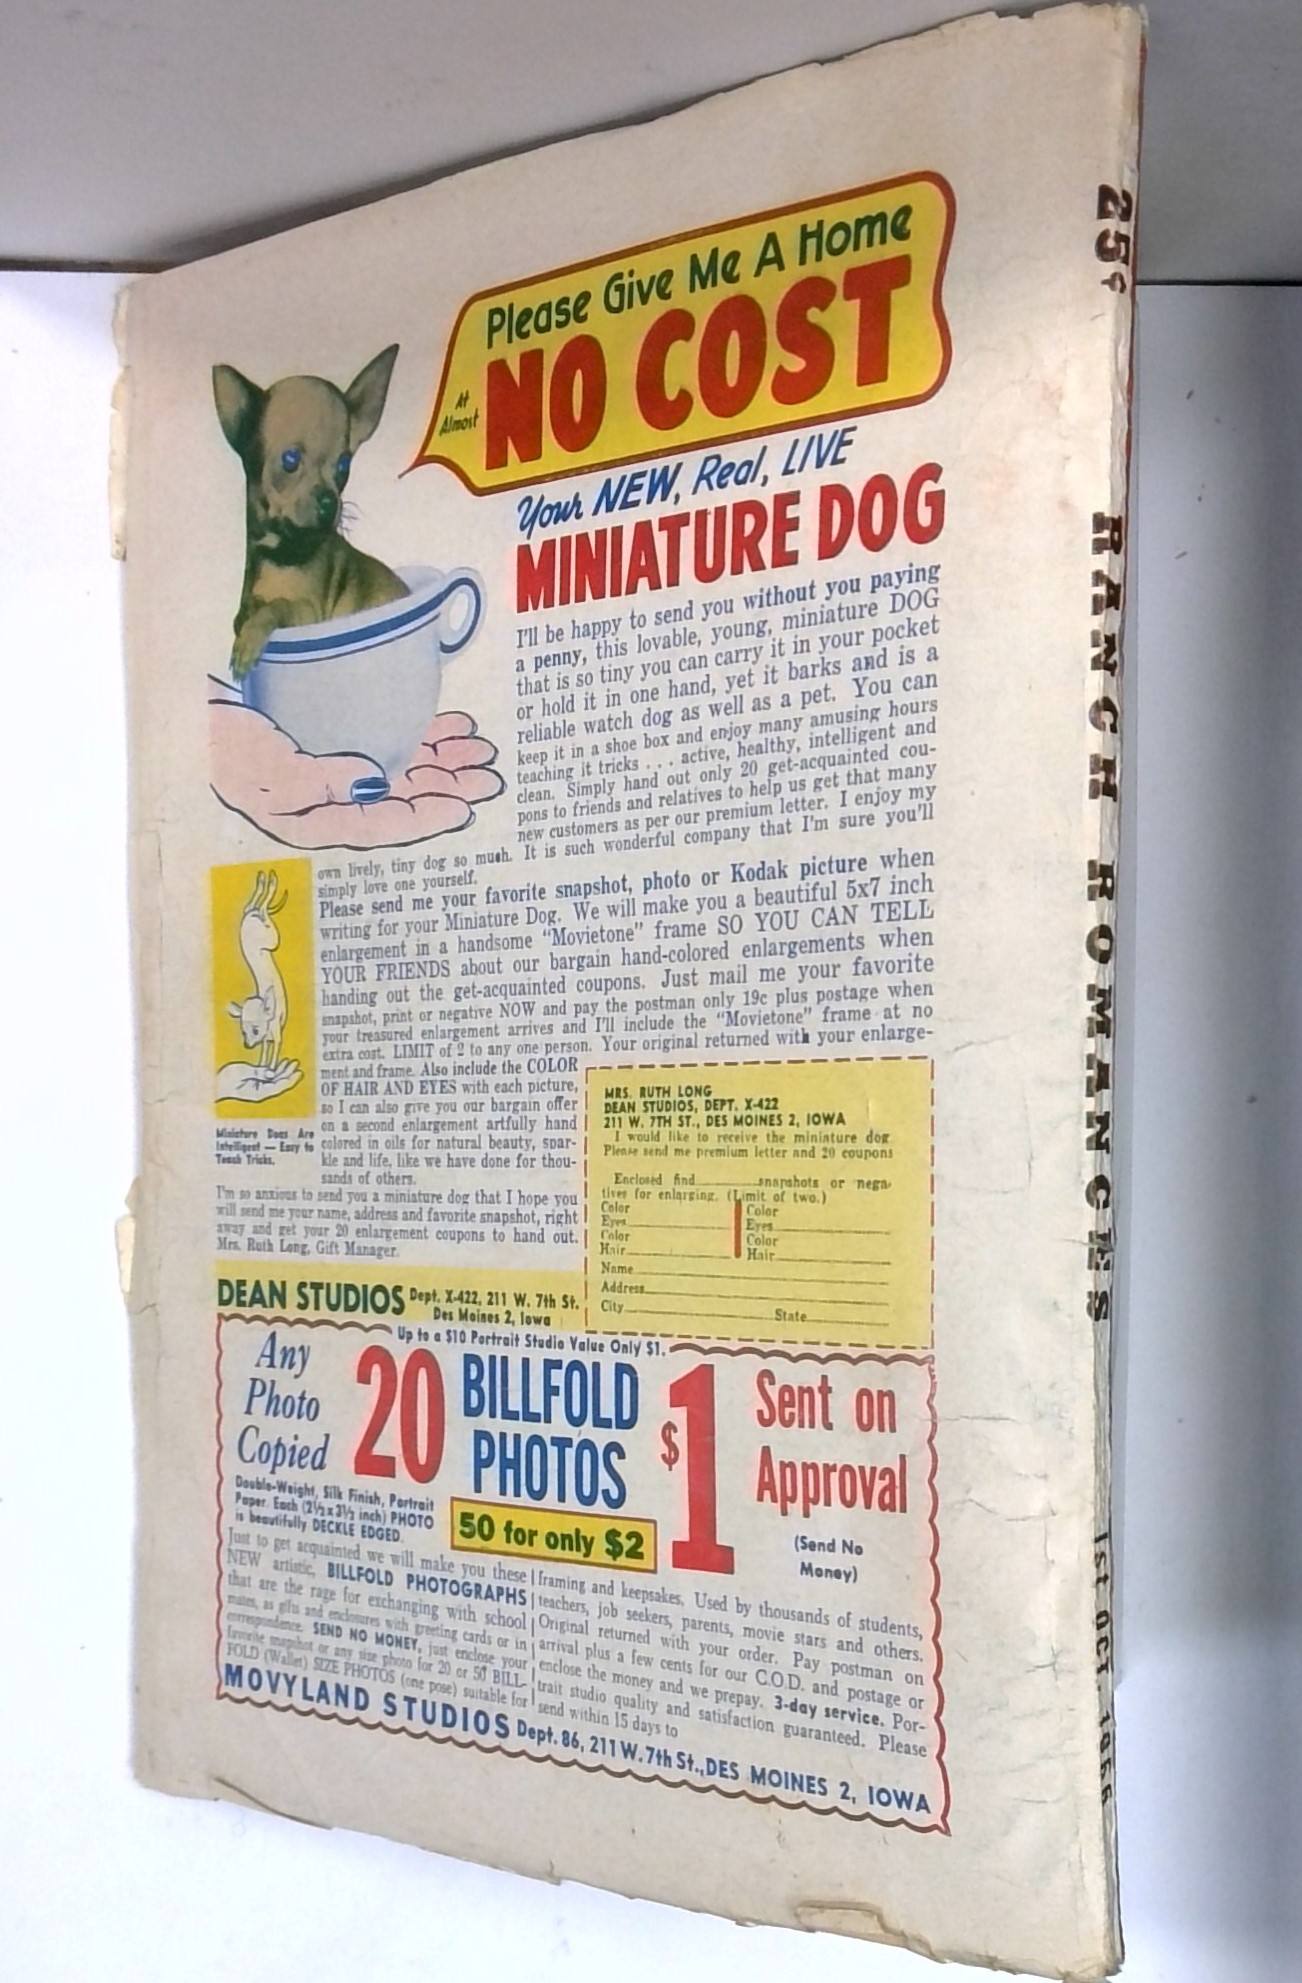 Please Give Me A Home
At Almost
NO COST
Your NEW, Real, LIVE
MINIATURE DOG
I'll be happy to send you without you paying
a penny, this lovable, young, miniature DOG
that is so tiny you can carry it in your pocket
or hold it in one hand, yet it barks and is a
reliable watch dog as well as a pet. You can
keep it in a shoe box and enjoy many amusing hours
teaching it tricks . . . active, healthy, intelligent and
clean. Simply hand out only 20 get-acquainted cou-
pons to friends and relatives to help us get that many
new customers as per our premium letter. I enjoy my
own lively, tiny dog so much. It is such wonderful company that I'm sure you'll
simply love one yourself.
Please send me your favorite snapshot, photo or Kodak picture when
writing for your Miniature Dog. We will make you a beautiful 5x7 inch
enlargement in a handsome "Movietone" frame SO YOU CAN TELL
YOUR FRIENDS about our bargain hand-colored enlargements when
handing out the get-acquainted coupons. Just mail me your favorite
snapshot, print or negative NOW and pay the postman only 19c plus postage when
your treasured enlargement arrives and I'll include the "Movietone" frame at no
extra cost. LIMIT of 2 to any one person. Your original returned with your enlarge-
ment and frame. Also include the COLOR
OF HAIR AND EYES with each picture,
so I can also give you our bargain offer
on a second enlargement artfully hand
colored in oils for natural beauty, spar-
kle and life, like we have done for thou-
sands of others.
Miniature Dogs Are
Intelligent — Easy to
Teach Tricks.
I'm so anxious to send you a miniature dog that I hope you
will send me your name, address and favorite snapshot, right
away and get your 20 enlargement coupons to hand out.
Mrs. Ruth Long, Gift Manager.
DEAN STUDIOS Dept. X-422, 211 W. 7th St.
Des Moines 2, Iowa
MRS. RUTH LONG
DEAN STUDIOS, DEPT. X-422
211 W. 7TH ST., DES MOINES 2, IOWA
I would like to receive the miniature dog.
Please send me premium letter and 20 coupons
Enclosed find snapshots or nega-
tives for enlarging. (Limit of two.)
Color Color
Eyes Eyes
Color Color
Hair Hair
Name
Address
City State
Up to a $10 Portrait Studio Value Only $1.
Any
Photo
Copied
20
BILLFOLD
PHOTOS
$1
Sent on
Approval
Double-Weight, Silk Finish, Portrait
Paper. Each (2½x3½ inch) PHOTO
is beautifully DECKLE EDGED.
50 for only $2
(Send No
Money)
Just to get acquainted we will make you these
NEW artistic, BILLFOLD PHOTOGRAPHS
that are the rage for exchanging with school
mates, as gifts and enclosures with greeting cards or in
correspondence. SEND NO MONEY, just enclose your
favorite snapshot or any size photo for 20 or 50 BILL-
FOLD (Wallet) SIZE PHOTOS (one pose) suitable for
framing and keepsakes. Used by thousands of students,
teachers, job seekers, parents, movie stars and others.
Original returned with your order. Pay postman on
arrival plus a few cents for our C.O.D. and postage or
enclose the money and we prepay. 3-day service. Por-
trait studio quality and satisfaction guaranteed. Please
send within 15 days to
MOVYLAND STUDIOS Dept. 86, 211 W. 7th St., DES MOINES 2, IOWA
25¢ RANCH ROMANCES 1st OCT.